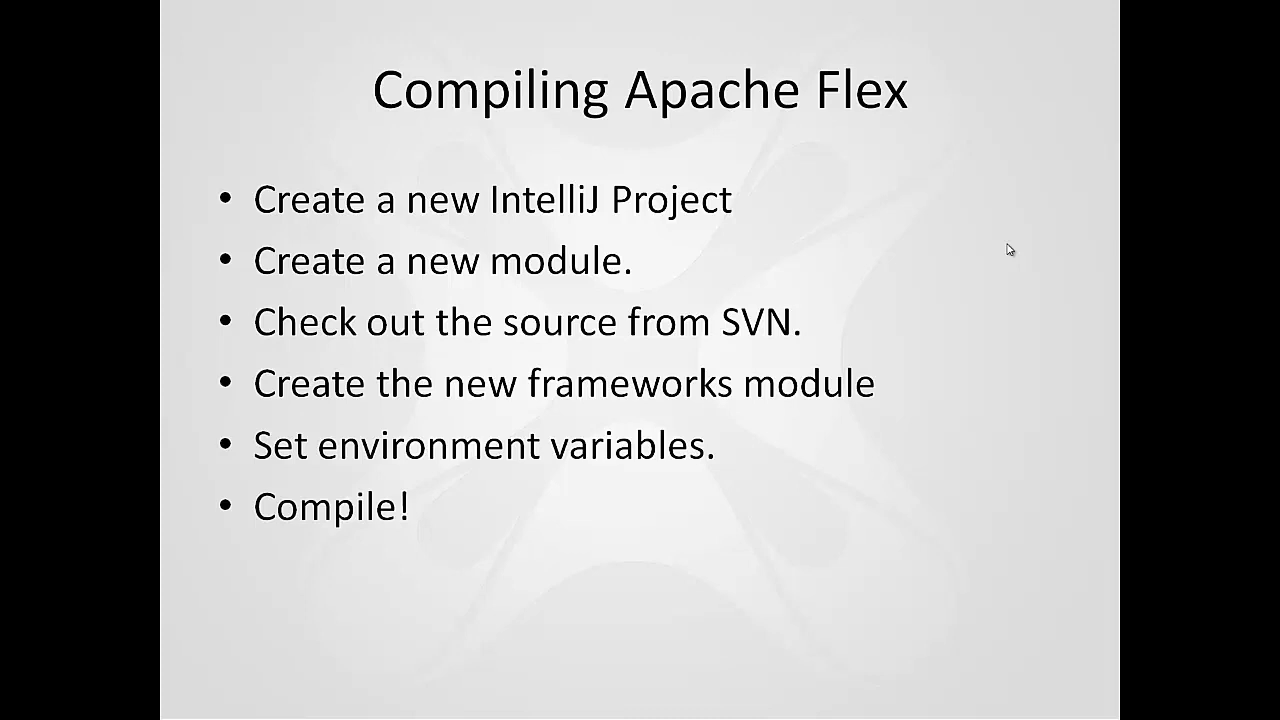 Compiling Apache Flex
• Create a new IntelliJ Project
• Create a new module.
• Check out the source from SVN.
• Create the new frameworks module
• Set environment variables.
• Compile!